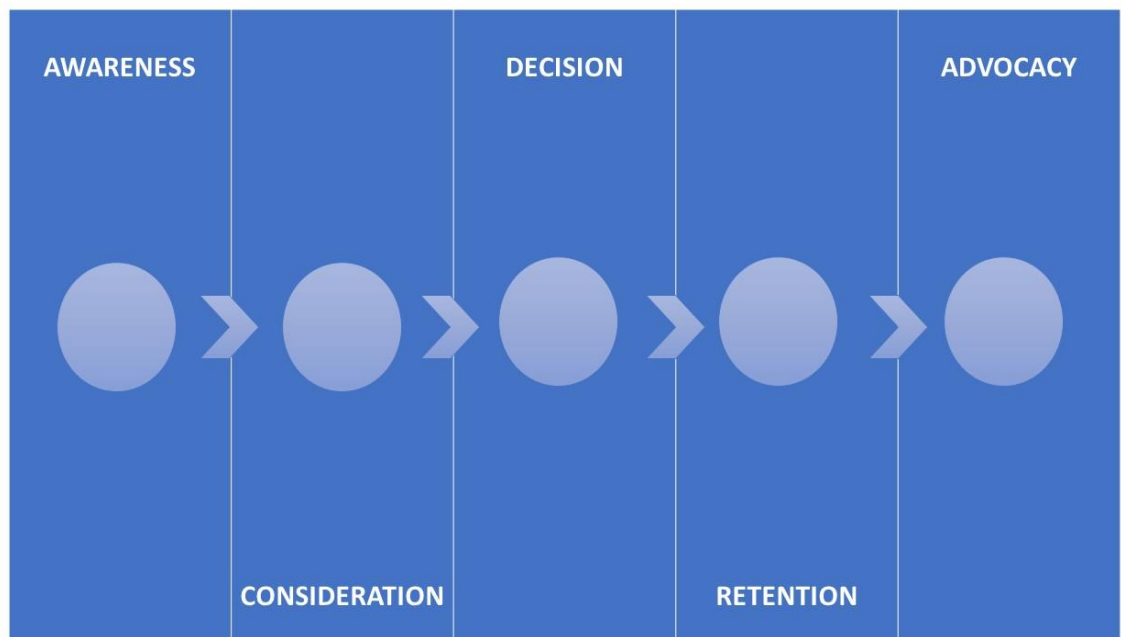 AWARENESS
DECISION
ADVOCACY
CONSIDERATION
RETENTION